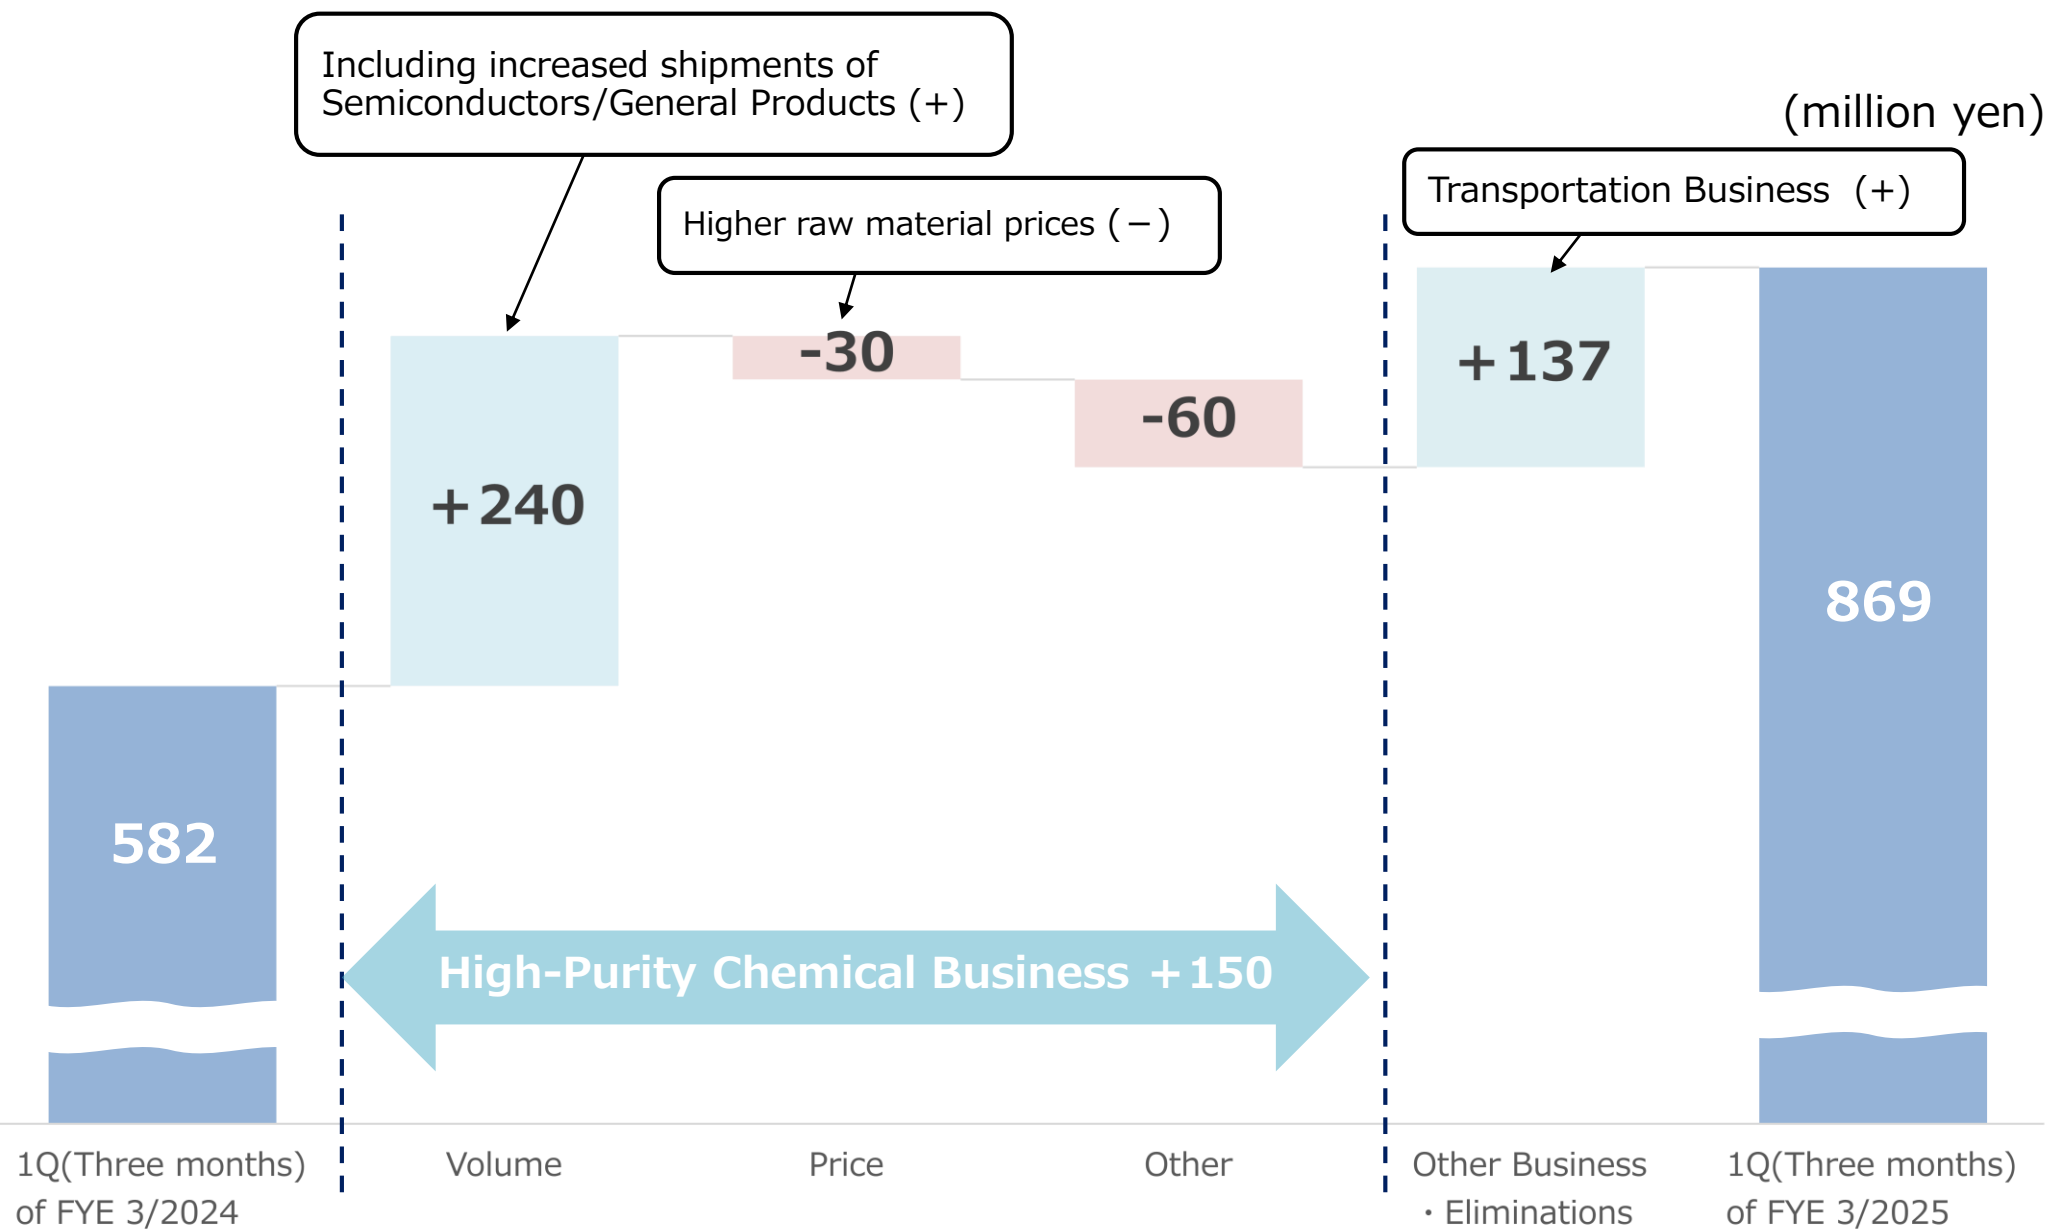 Including increased shipments of
Semiconductors/General Products (+)
(million yen)
Higher raw material prices (−)
Transportation Business (+)
-30
+137
-60
+240
869
582
High-Purity Chemical Business +150
1Q(Three months)
of FYE 3/2024
Volume
Price
Other
Other Business
・Eliminations
1Q(Three months)
of FYE 3/2025